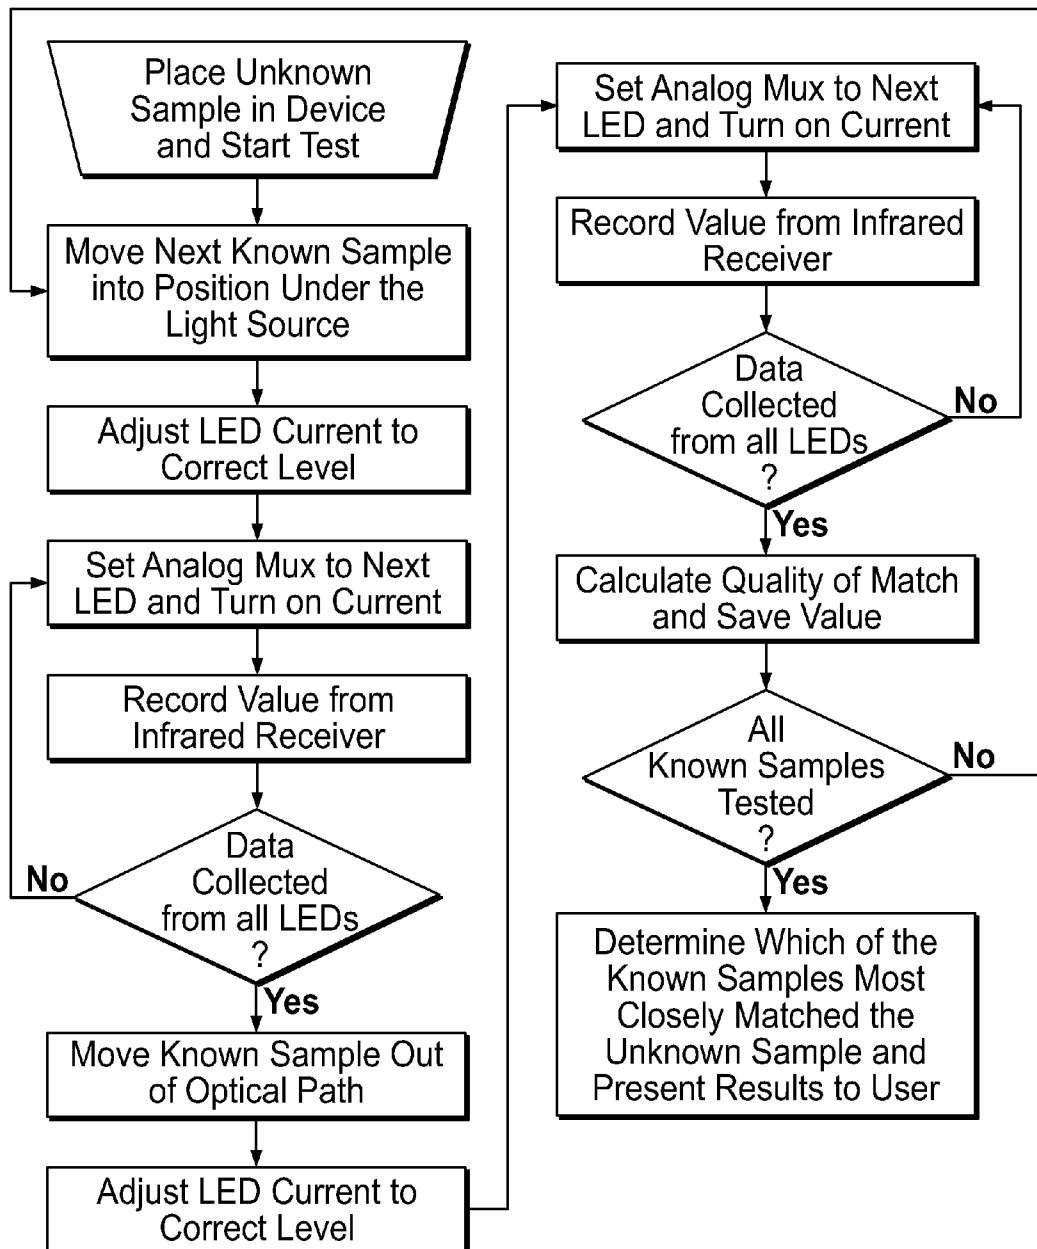 Place Unknown
Sample in Device
and Start Test
Move Next Known Sample
into Position Under the
Light Source
Adjust LED Current to
Correct Level
Set Analog Mux to Next
LED and Turn on Current
Record Value from
Infrared Receiver
Data
Collected
from all LEDs
?
No
Yes
Move Known Sample Out
of Optical Path
Adjust LED Current to
Correct Level
Set Analog Mux to Next
LED and Turn on Current
Record Value from Infrared
Receiver
Data
Collected
from all LEDs
?
No
Yes
Calculate Quality of Match
and Save Value
All
Known Samples
Tested
?
No
Yes
Determine Which of the
Known Samples Most
Closely Matched the
Unknown Sample and
Present Results to User